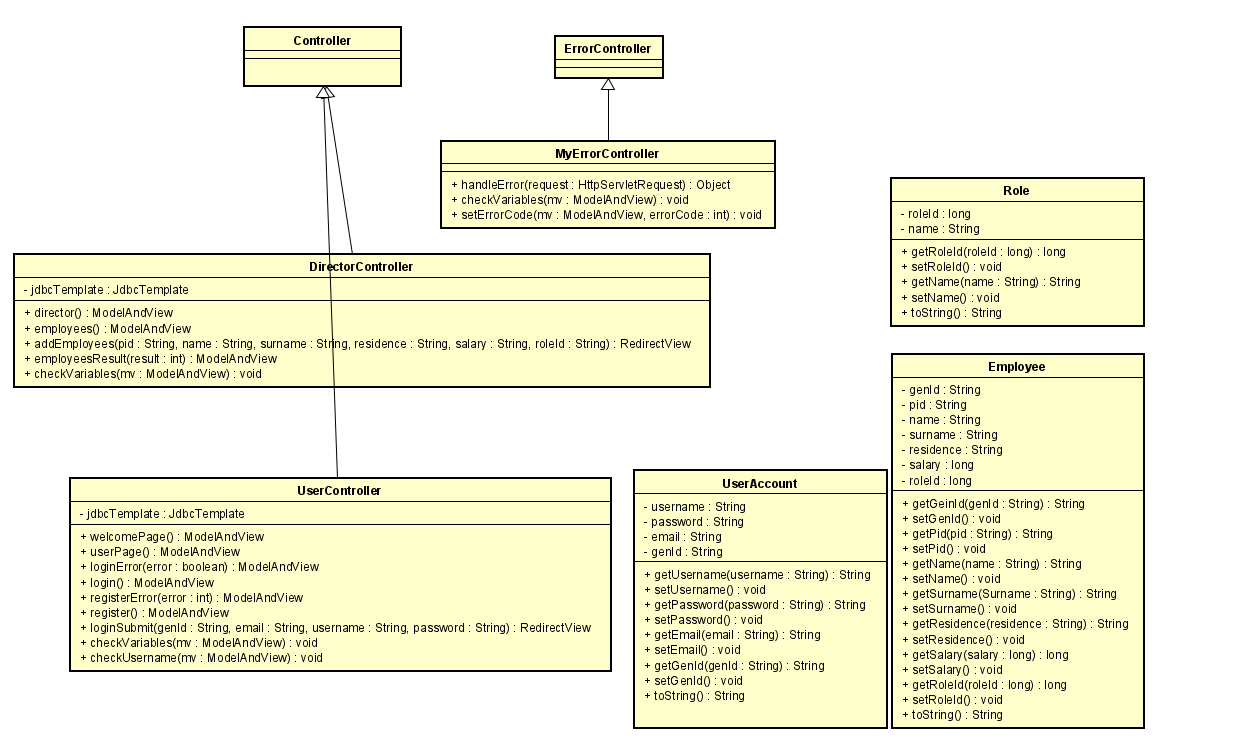 Controller
ErrorController
MyErrorController
+ handleError(request : HttpServletRequest) : Object
+ checkVariables(mv : ModelAndView) : void
+ setErrorCode(mv : ModelAndView, errorCode : int) : void
Role
- roleId : long
- name : String
+ getRoleId(roleId : long) : long
+ setRoleId() : void
+ getName(name : String) : String
+ setName() : void
+ toString() : String
DirectorController
- jdbcTemplate : JdbcTemplate
+ director() : ModelAndView
+ employees() : ModelAndView
+ addEmployees(pid : String, name : String, surname : String, residence : String, salary : String, roleId : String) : RedirectView
+ employeesResult(result : int) : ModelAndView
+ checkVariables(mv : ModelAndView) : void
Employee
- genId : String
- pid : String
- name : String
- surname : String
- residence : String
- salary : long
- roleId : long
+ getGeinId(genId : String) : String
+ setGenId() : void
+ getPid(pid : String) : String
+ setPid() : void
+ getName(name : String) : String
+ setName() : void
+ getSurname(Surname : String) : String
+ setSurname() : void
+ getResidence(residence : String) : String
+ setResidence() : void
+ getSalary(salary : long) : long
+ setSalary() : void
+ getRoleId(roleId : long) : long
+ setRoleId() : void
+ toString() : String
UserController
- jdbcTemplate : JdbcTemplate
+ welcomePage() : ModelAndView
+ userPage() : ModelAndView
+ loginError(error : boolean) : ModelAndView
+ login() : ModelAndView
+ registerError(error : int) : ModelAndView
+ register() : ModelAndView
+ loginSubmit(genId : String, email : String, username : String, password : String) : RedirectView
+ checkVariables(mv : ModelAndView) : void
+ checkUsername(mv : ModelAndView) : void
UserAccount
- username : String
- password : String
- email : String
- genId : String
+ getUsername(username : String) : String
+ setUsername() : void
+ getPassword(password : String) : String
+ setPassword() : void
+ getEmail(email : String) : String
+ setEmail() : void
+ getGenId(genId : String) : String
+ setGenId() : void
+ toString() : String